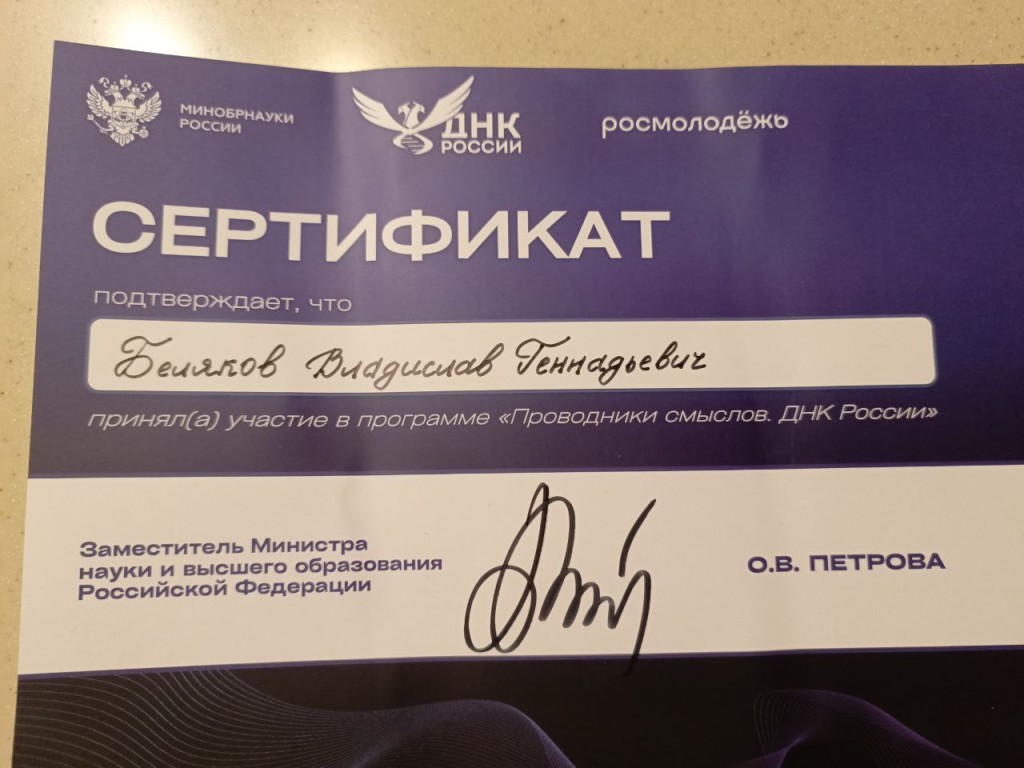 МИНОБРНАУКИ
РОССИИ
ДНК
РОССИИ
росмолодёжь
СЕРТИФИКАТ
подтверждает, что
Беляков Владислав Геннадьевич
принял(а) участие в программе «Проводники смыслов. ДНК России»
Заместитель Министра
науки и высшего образования
Российской Федерации
О.В. ПЕТРОВА